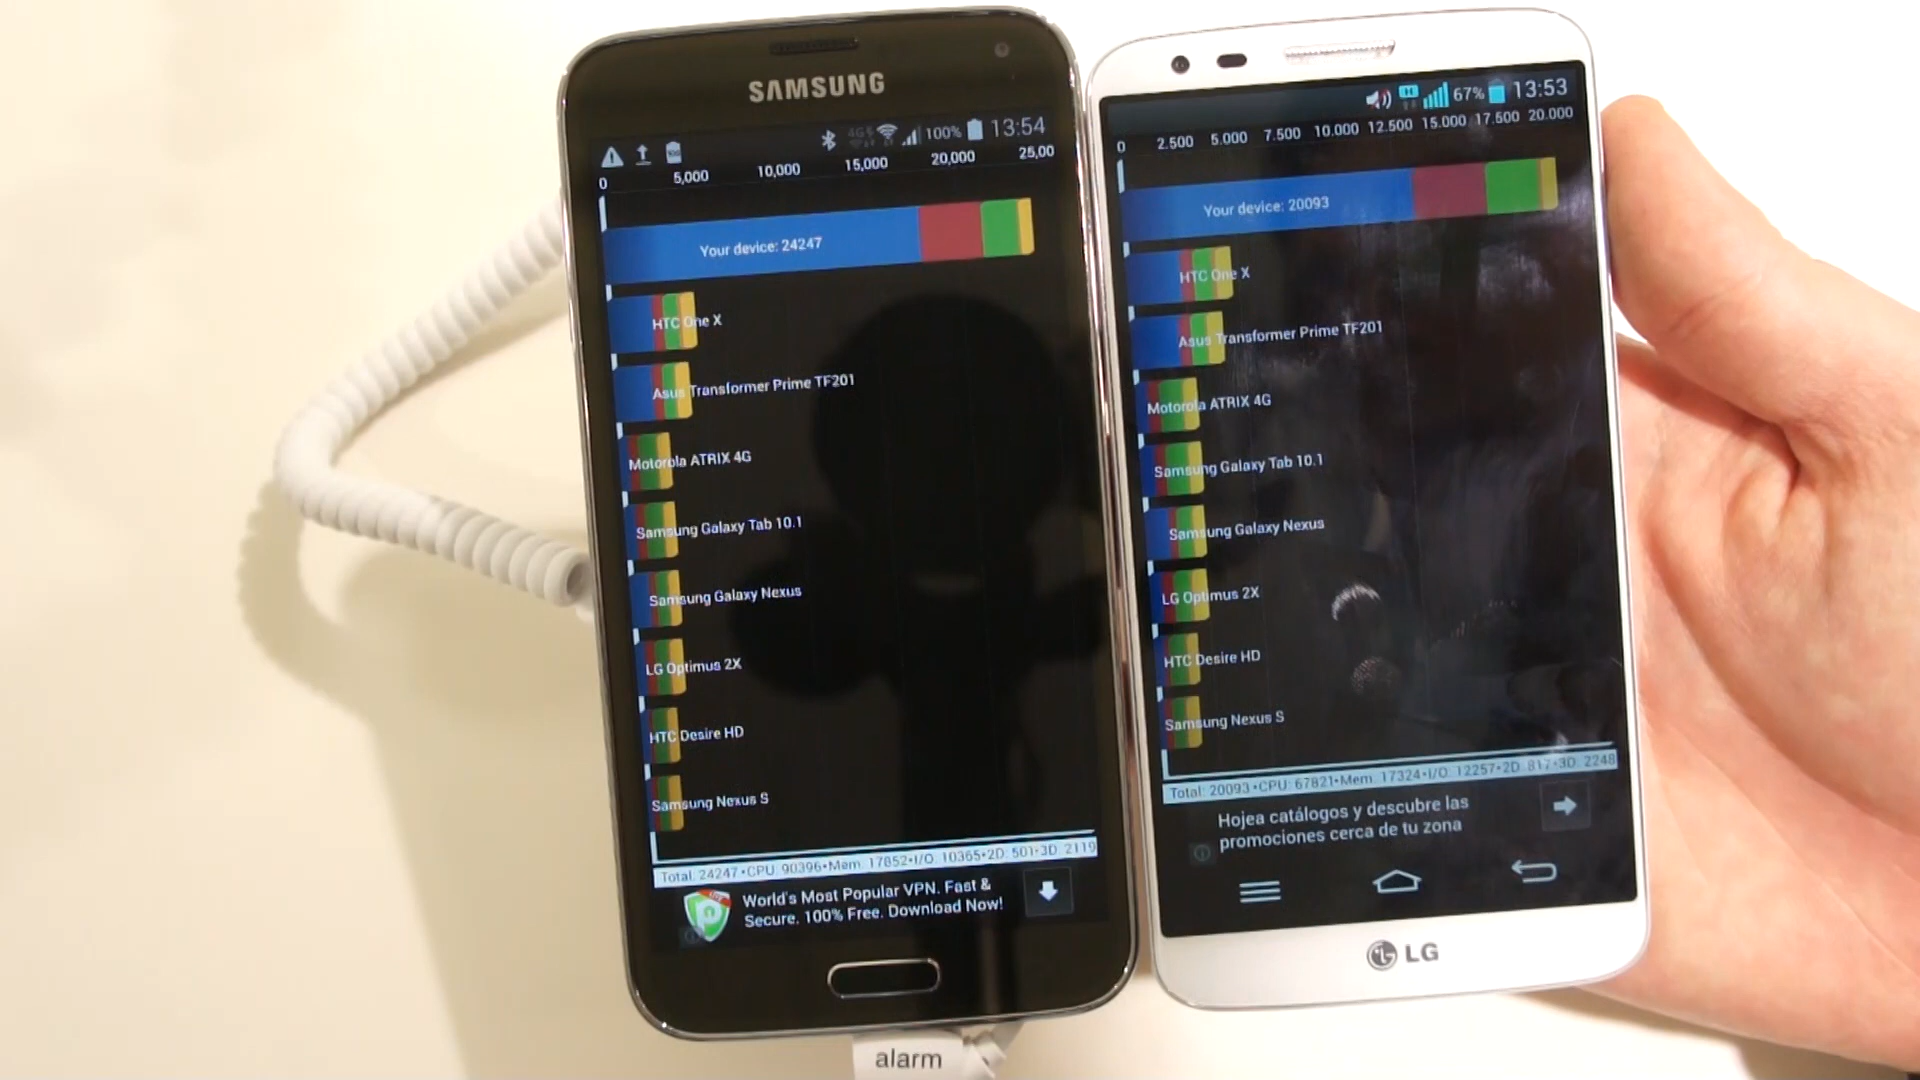 SAMSUNG
100% 13:54
0 5,000 10,000 15,000 20,000 25,00
Your device: 24247
HTC One X
Asus Transformer Prime TF201
Motorola ATRIX 4G
Samsung Galaxy Tab 10.1
Samsung Galaxy Nexus
LG Optimus 2X
HTC Desire HD
Samsung Nexus S
Total: 24247•CPU: 90396•Mem: 17852•I/O: 10365•2D: 501•3D: 2119
World's Most Popular VPN. Fast &
Secure. 100% Free. Download Now!
alarm
67% 13:53
0 2.500 5.000 7.500 10.000 12.500 15.000 17.500 20.000
Your device: 20093
HTC One X
Asus Transformer Prime TF201
Motorola ATRIX 4G
Samsung Galaxy Tab 10.1
Samsung Galaxy Nexus
LG Optimus 2X
HTC Desire HD
Samsung Nexus S
Total: 20093•CPU: 67821•Mem: 17324•I/O: 12257•2D: 817•3D: 2248
Hojea catálogos y descubre las
promociones cerca de tu zona
LG